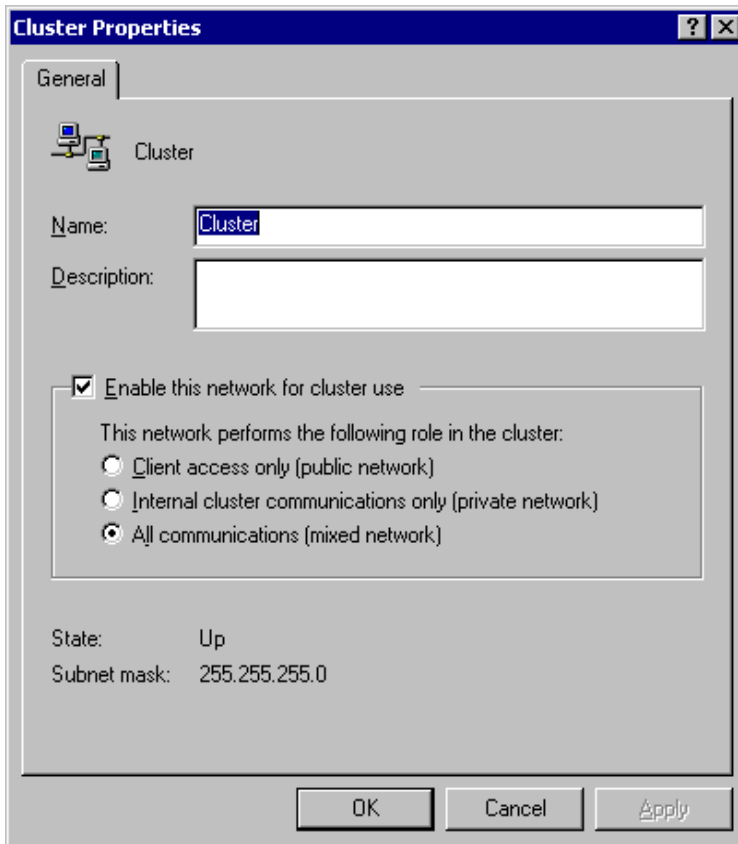 Cluster Properties
General
Cluster
Name: Cluster
Description:
Enable this network for cluster use
This network performs the following role in the cluster:
Client access only (public network)
Internal cluster communications only (private network)
All communications (mixed network)
State: Up
Subnet mask: 255.255.255.0
OK Cancel Apply